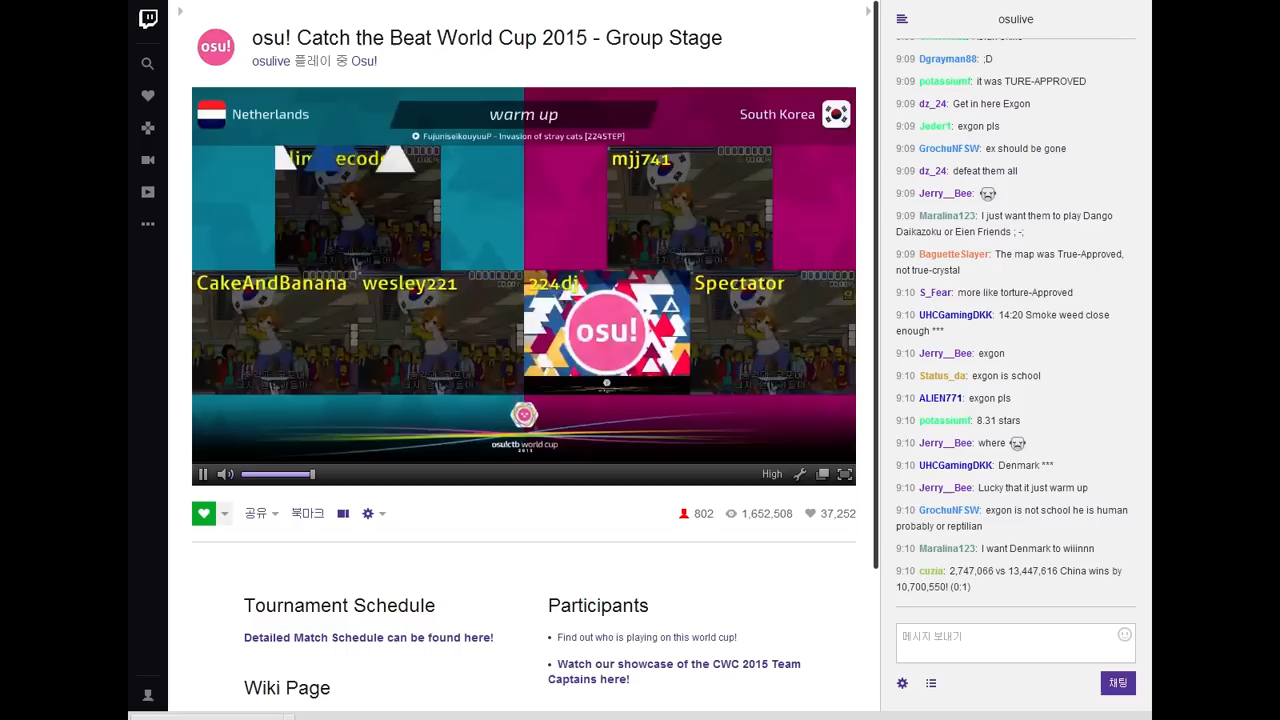 osu! Catch the Beat World Cup 2015 - Group Stage
osu!
osulive 플레이 중 Osu!
Netherlands
warm up
South Korea
FujuniseikouyuuP - Invasion of stray cats [224STEP]
mjj741
CakeAndBanana
wesley221
224dj
Spectator
osu!
osu!ctb world cup
2015
High
공유
북마크
802
1,652,508
37,252
Tournament Schedule
Detailed Match Schedule can be found here!
Wiki Page
Participants
• Find out who is playing on this world cup!
• Watch our showcase of the CWC 2015 Team
Captains here!
osulive
9:09 Dgrayman88: ;D
9:09 potassiumf: it was TURE-APPROVED
9:09 dz_24: Get in here Exgon
9:09 Jeder1: exgon pls
9:09 GrochuNFSW: ex should be gone
9:09 dz_24: defeat them all
9:09 Jerry__Bee:
9:09 Maralina123: I just want them to play Dango
Daikazoku or Eien Friends ; -;
9:09 BaguetteSlayer: The map was True-Approved,
not true-crystal
9:10 S_Fear: more like torture-Approved
9:10 UHCGamingDKK: 14:20 Smoke weed close
enough ***
9:10 Jerry__Bee: exgon
9:10 Status_da: exgon is school
9:10 ALIEN771: exgon pls
9:10 potassiumf: 8.31 stars
9:10 Jerry__Bee: where
9:10 UHCGamingDKK: Denmark ***
9:10 Jerry__Bee: Lucky that it just warm up
9:10 GrochuNFSW: exgon is not school he is human
probably or reptilian
9:10 Maralina123: I want Denmark to wiiinnn
9:10 cuzia: 2,747,066 vs 13,447,616 China wins by
10,700,550! (0:1)
메시지 보내기
채팅